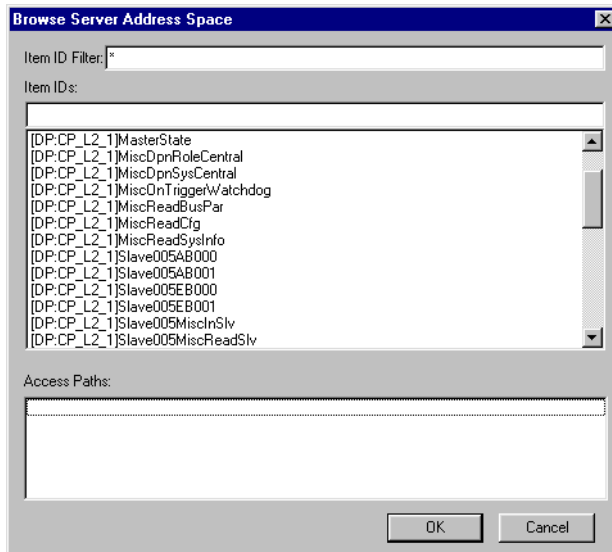 Browse Server Address Space
Item ID Filter: *
Item IDs:
[DP:CP_L2_1]MasterState
[DP:CP_L2_1]MiscDpnRoleCentral
[DP:CP_L2_1]MiscDpnSysCentral
[DP:CP_L2_1]MiscOnTriggerWatchdog
[DP:CP_L2_1]MiscReadBusPar
[DP:CP_L2_1]MiscReadCfg
[DP:CP_L2_1]MiscReadSysInfo
[DP:CP_L2_1]Slave005AB000
[DP:CP_L2_1]Slave005AB001
[DP:CP_L2_1]Slave005EB000
[DP:CP_L2_1]Slave005EB001
[DP:CP_L2_1]Slave005MiscInSlv
[DP:CP_L2_1]Slave005MiscReadSlv
Access Paths:
OK Cancel